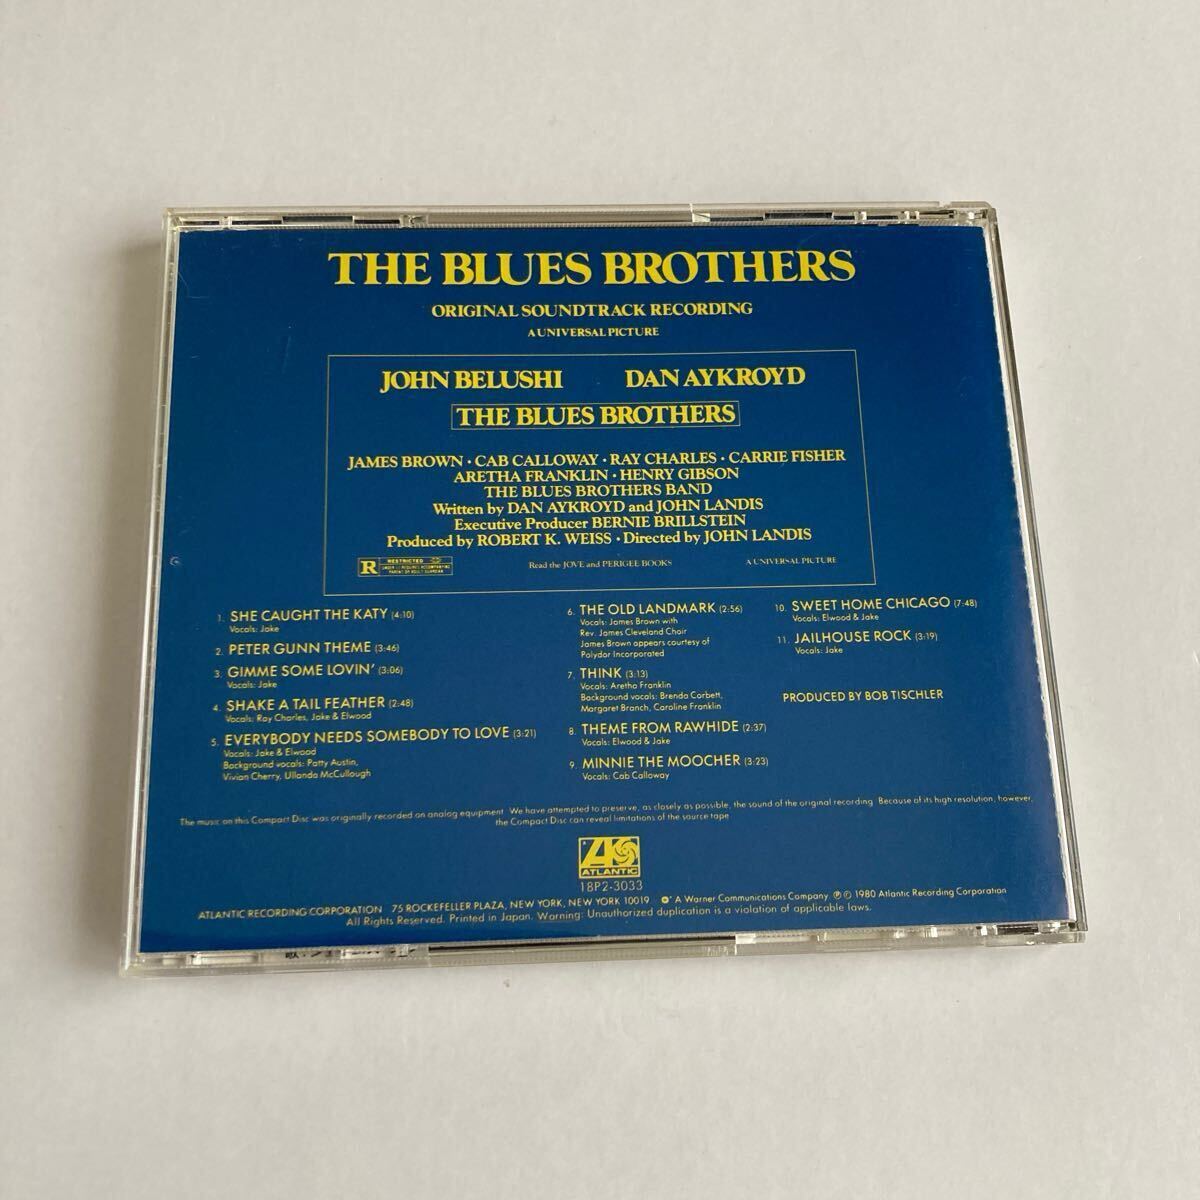 THE BLUES BROTHERS
ORIGINAL SOUNDTRACK RECORDING
A UNIVERSAL PICTURE
JOHN BELUSHI DAN AYKROYD
THE BLUES BROTHERS
JAMES BROWN • CAB CALLOWAY • RAY CHARLES • CARRIE FISHER
ARETHA FRANKLIN • HENRY GIBSON
THE BLUES BROTHERS BAND
Written by DAN AYKROYD and JOHN LANDIS
Executive Producer BERNIE BRILLSTEIN
Produced by ROBERT K. WEISS • Directed by JOHN LANDIS
R RESTRICTED
UNDER 17 REQUIRES ACCOMPANYING
PARENT OR ADULT GUARDIAN
Read the JOVE and PERIGEE BOOKS
A UNIVERSAL PICTURE
1. SHE CAUGHT THE KATY (4:10)
Vocals: Jake
2. PETER GUNN THEME (3:46)
3. GIMME SOME LOVIN' (3:06)
Vocals: Jake
4. SHAKE A TAIL FEATHER (2:48)
Vocals: Ray Charles, Jake & Elwood
5. EVERYBODY NEEDS SOMEBODY TO LOVE (3:21)
Vocals: Jake & Elwood
Background vocals: Patty Austin,
Vivian Cherry, Ullanda McCullough
6. THE OLD LANDMARK (2:56)
Vocals: James Brown with
Rev. James Cleveland Choir
James Brown appears courtesy of
Polydor Incorporated
7. THINK (3:13)
Vocals: Aretha Franklin
Background vocals: Brenda Corbett,
Margaret Branch, Caroline Franklin
8. THEME FROM RAWHIDE (2:37)
Vocals: Elwood & Jake
9. MINNIE THE MOOCHER (3:23)
Vocals: Cab Calloway
10. SWEET HOME CHICAGO (7:48)
Vocals: Elwood & Jake
11. JAILHOUSE ROCK (3:19)
Vocals: Jake
PRODUCED BY BOB TISCHLER
The music on this Compact Disc was originally recorded on analog equipment. We have attempted to preserve, as closely as possible, the sound of the original recording. Because of its high resolution, however,
the Compact Disc can reveal limitations of the source tape
A
ATLANTIC
18P2-3033
ATLANTIC RECORDING CORPORATION 75 ROCKEFELLER PLAZA, NEW YORK, NEW YORK 10019 A Warner Communications Company ℗ © 1980 Atlantic Recording Corporation
All Rights Reserved. Printed in Japan. Warning: Unauthorized duplication is a violation of applicable laws.